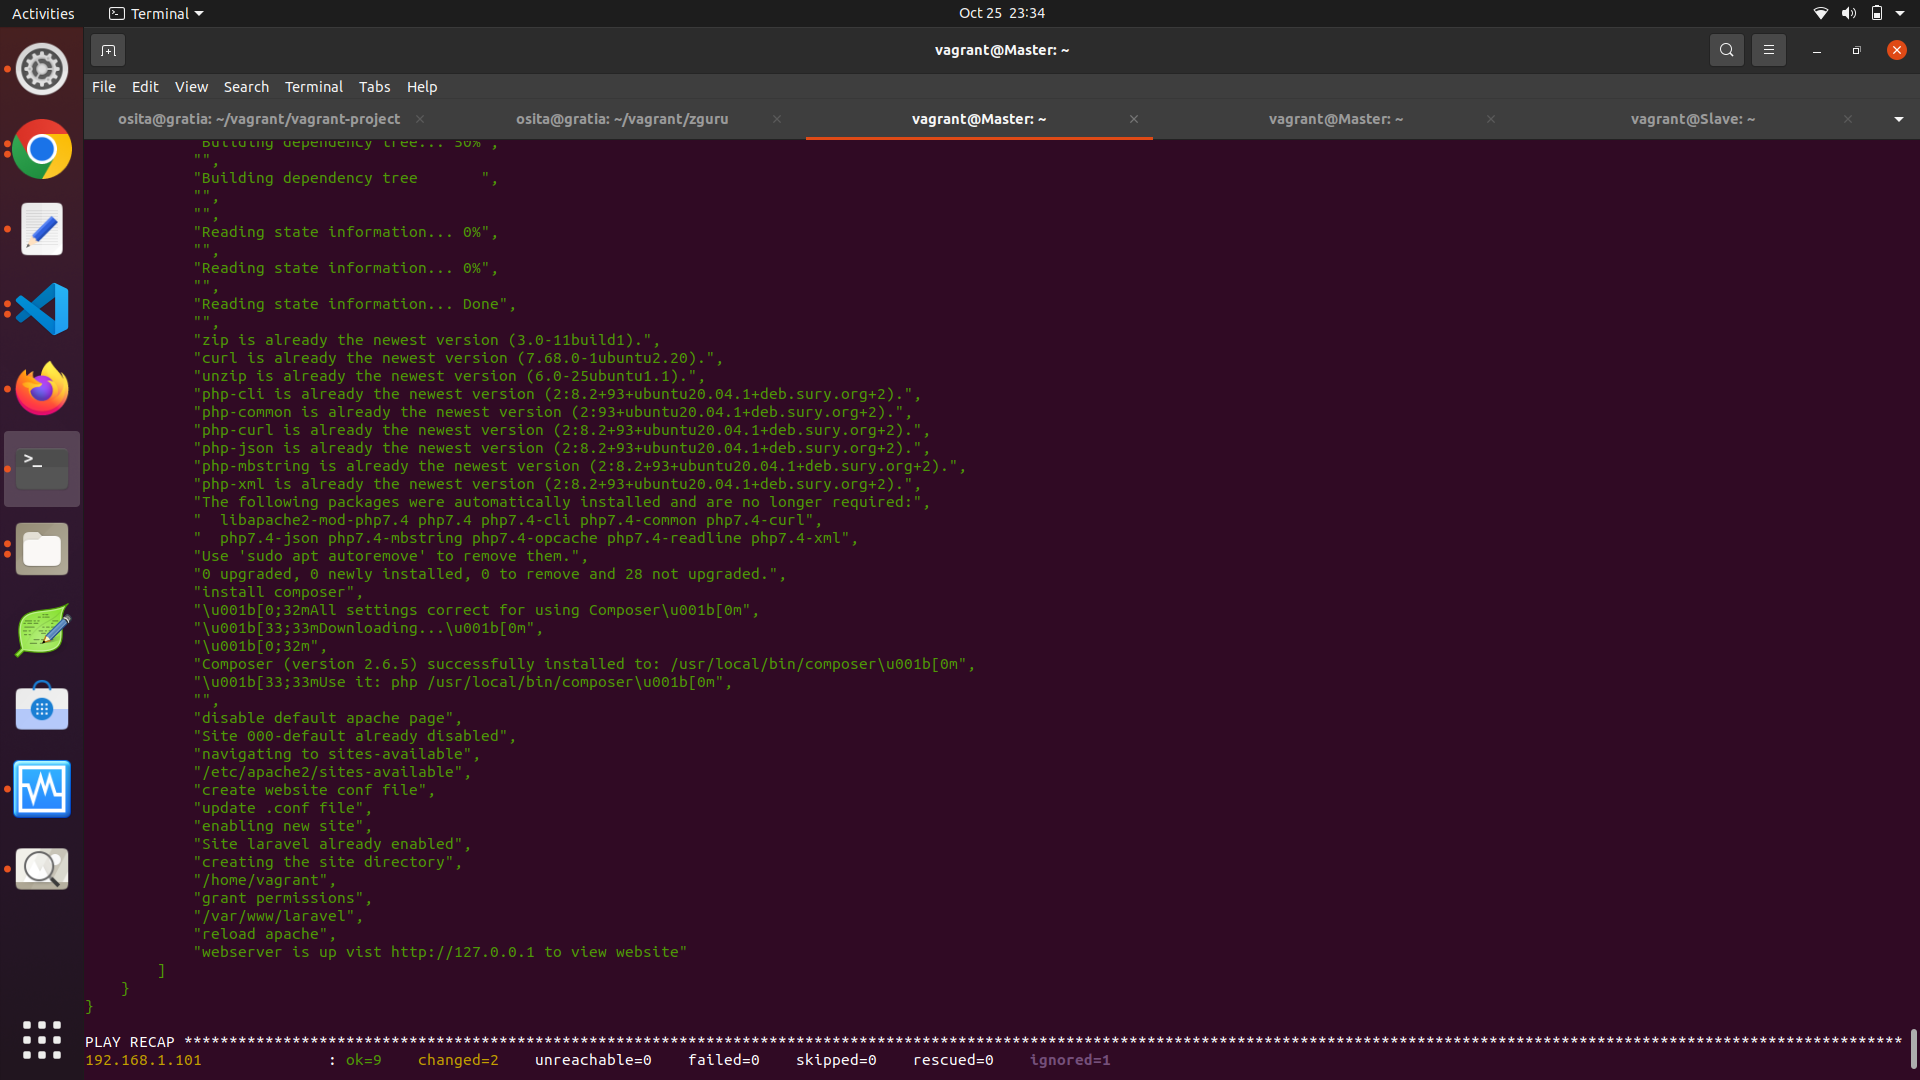 Activities
Terminal
Oct 25 23:34
vagrant@Master: ~
File Edit View Search Terminal Tabs Help
osita@gratia: ~/vagrant/vagrant-project
osita@gratia: ~/vagrant/zguru
vagrant@Master: ~
vagrant@Master: ~
vagrant@Slave: ~
"Building dependency tree... 50%",
"",
"Building dependency tree       ",
"",
"",
"Reading state information... 0%",
"",
"Reading state information... 0%",
"",
"Reading state information... Done",
"",
"zip is already the newest version (3.0-11build1).",
"curl is already the newest version (7.68.0-1ubuntu2.20).",
"unzip is already the newest version (6.0-25ubuntu1.1).",
"php-cli is already the newest version (2:8.2+93+ubuntu20.04.1+deb.sury.org+2).",
"php-common is already the newest version (2:93+ubuntu20.04.1+deb.sury.org+2).",
"php-curl is already the newest version (2:8.2+93+ubuntu20.04.1+deb.sury.org+2).",
"php-json is already the newest version (2:8.2+93+ubuntu20.04.1+deb.sury.org+2).",
"php-mbstring is already the newest version (2:8.2+93+ubuntu20.04.1+deb.sury.org+2).",
"php-xml is already the newest version (2:8.2+93+ubuntu20.04.1+deb.sury.org+2).",
"The following packages were automatically installed and are no longer required:",
"  libapache2-mod-php7.4 php7.4 php7.4-cli php7.4-common php7.4-curl",
"  php7.4-json php7.4-mbstring php7.4-opcache php7.4-readline php7.4-xml",
"Use 'sudo apt autoremove' to remove them.",
"0 upgraded, 0 newly installed, 0 to remove and 28 not upgraded.",
"install composer",
"\u001b[0;32mAll settings correct for using Composer\u001b[0m",
"\u001b[33;33mDownloading...\u001b[0m",
"\u001b[0;32m",
"Composer (version 2.6.5) successfully installed to: /usr/local/bin/composer\u001b[0m",
"\u001b[33;33mUse it: php /usr/local/bin/composer\u001b[0m",
"",
"disable default apache page",
"Site 000-default already disabled",
"navigating to sites-available",
"/etc/apache2/sites-available",
"create website conf file",
"update .conf file",
"enabling new site",
"Site laravel already enabled",
"creating the site directory",
"/home/vagrant",
"grant permissions",
"/var/www/laravel",
"reload apache",
"webserver is up vist http://127.0.0.1 to view website"
]
}
}
PLAY RECAP ***********************************************************************************************************************************************************************************************
192.168.1.101 : ok=9 changed=2 unreachable=0 failed=0 skipped=0 rescued=0 ignored=1